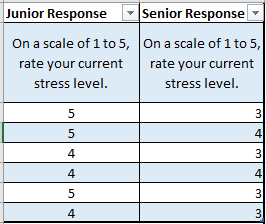 Junior Response Senior Response
On a scale of 1 to 5, On a scale of 1 to 5,
rate your current rate your current
stress level. stress level.
5 3
5 4
4 3
4 4
5 3
4 3